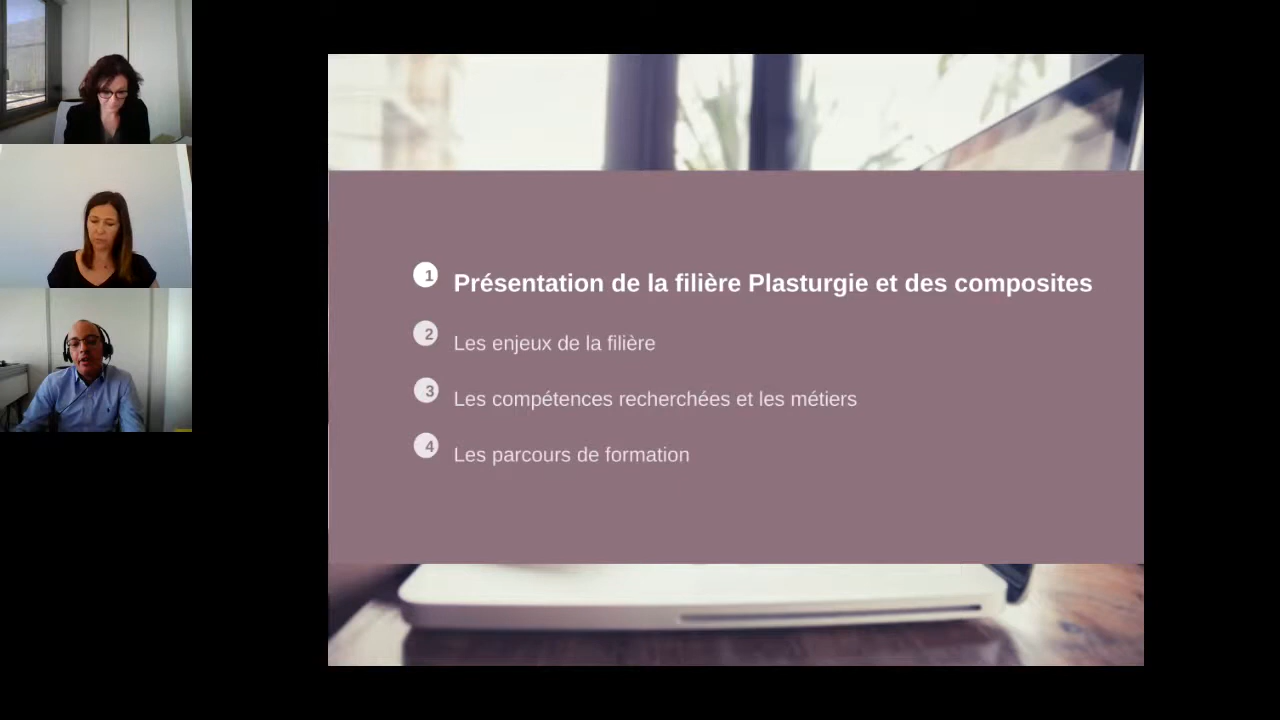 1 Présentation de la filière Plasturgie et des composites
2 Les enjeux de la filière
3 Les compétences recherchées et les métiers
4 Les parcours de formation